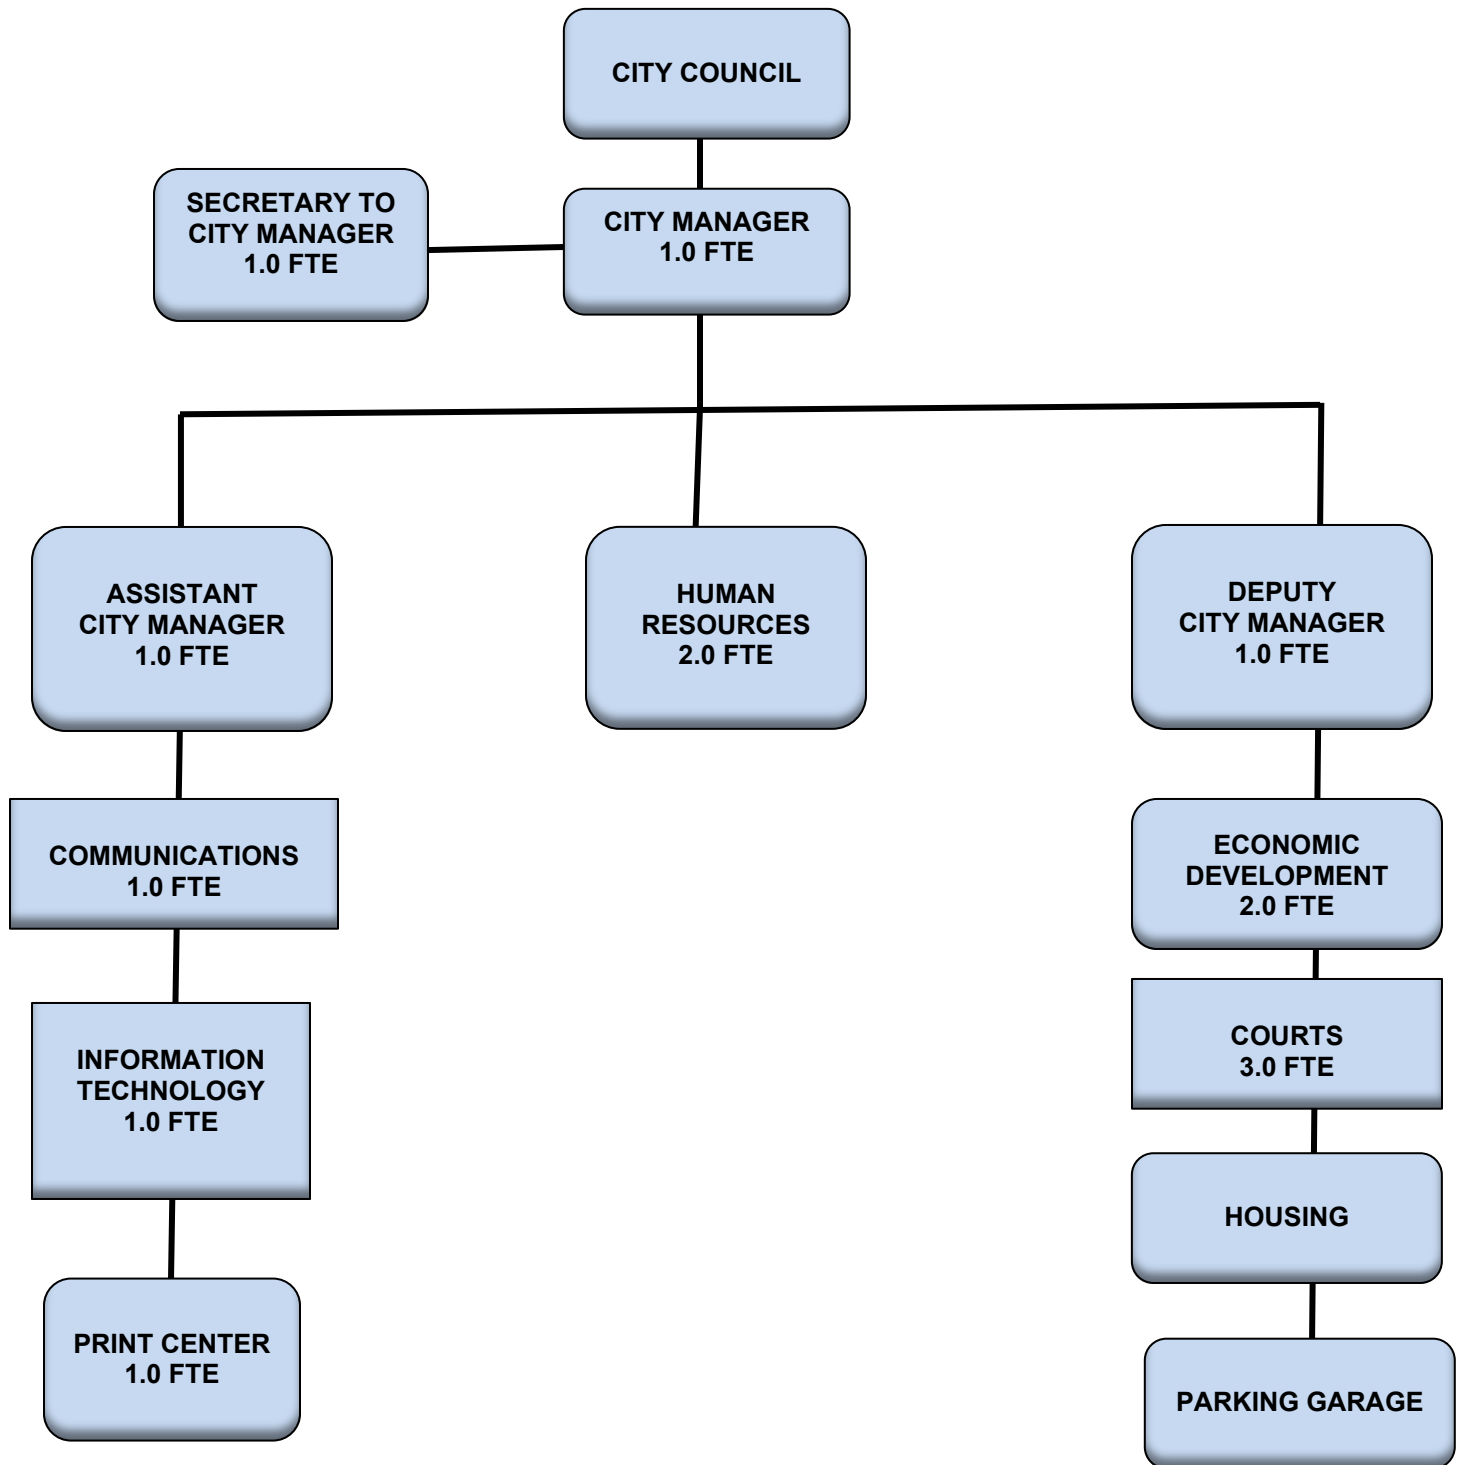 CITY COUNCIL
SECRETARY TO
CITY MANAGER
1.0 FTE
CITY MANAGER
1.0 FTE
ASSISTANT
CITY MANAGER
1.0 FTE
HUMAN
RESOURCES
2.0 FTE
DEPUTY
CITY MANAGER
1.0 FTE
COMMUNICATIONS
1.0 FTE
ECONOMIC
DEVELOPMENT
2.0 FTE
INFORMATION
TECHNOLOGY
1.0 FTE
COURTS
3.0 FTE
HOUSING
PRINT CENTER
1.0 FTE
PARKING GARAGE